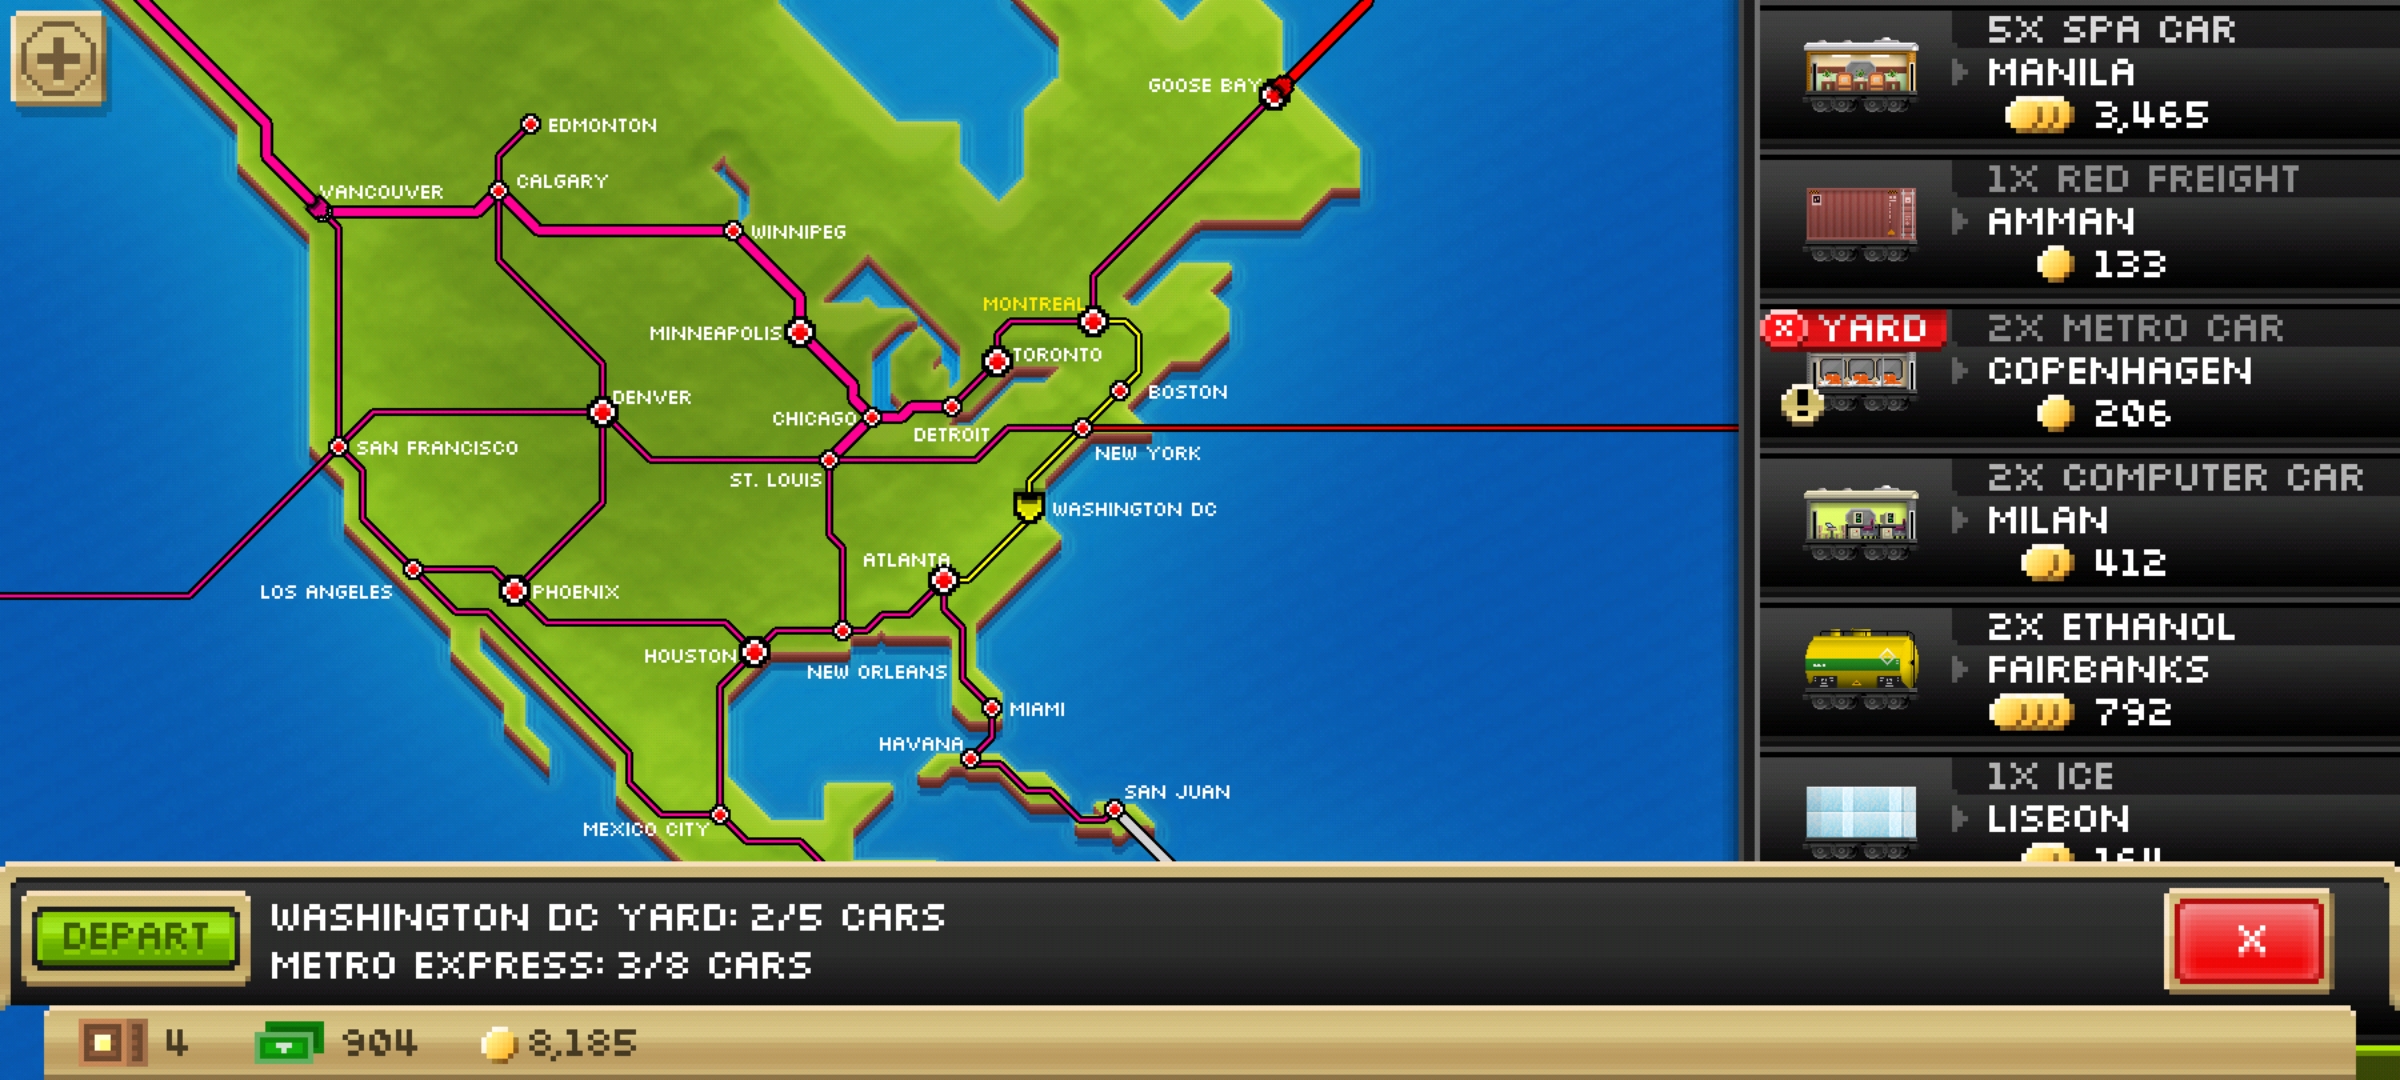 5X SPA CAR
MANILA
3,465
1X RED FREIGHT
AMMAN
133
YARD
2X METRO CAR
COPENHAGEN
206
2X COMPUTER CAR
MILAN
412
2X ETHANOL
FAIRBANKS
792
1X ICE
LISBON
164
GOOSE BAY
EDMONTON
CALGARY
VANCOUVER
WINNIPEG
MONTREAL
MINNEAPOLIS
TORONTO
BOSTON
DENVER
CHICAGO
DETROIT
SAN FRANCISCO
NEW YORK
ST. LOUIS
WASHINGTON DC
ATLANTA
LOS ANGELES
PHOENIX
HOUSTON
NEW ORLEANS
MIAMI
HAVANA
SAN JUAN
MEXICO CITY
DEPART
WASHINGTON DC YARD: 2/5 CARS
METRO EXPRESS: 3/8 CARS
X
4
904
8,185